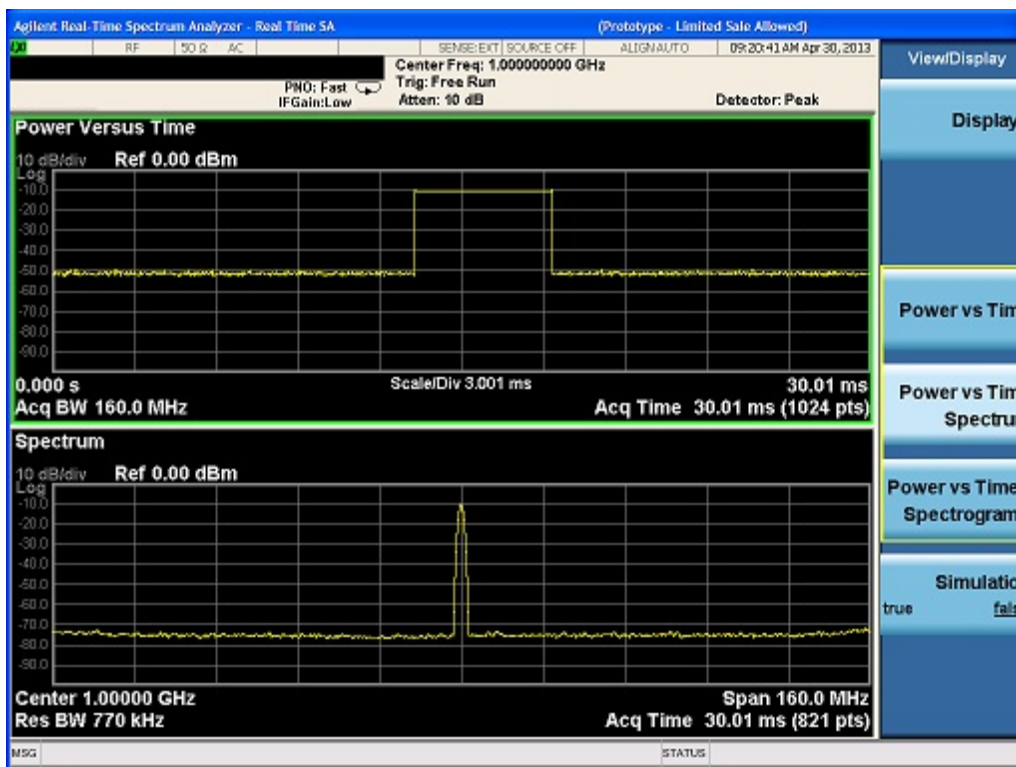 Agilent Real-Time Spectrum Analyzer - Real Time SA (Prototype - Limited Sale Allowed)
RF 50 Ω AC SENSE:EXT SOURCE OFF ALIGNAUTO 09:20:41 AM Apr 30, 2013
Center Freq: 1.000000000 GHz
PNO: Fast Trig: Free Run
IFGain:Low Atten: 10 dB Detector: Peak
Power Versus Time
10 dB/div Ref 0.00 dBm
Log
-10.0
-20.0
-30.0
-40.0
-50.0
-60.0
-70.0
-80.0
-90.0
0.000 s Scale/Div 3.001 ms 30.01 ms
Acq BW 160.0 MHz Acq Time 30.01 ms (1024 pts)
Spectrum
10 dB/div Ref 0.00 dBm
Log
-10.0
-20.0
-30.0
-40.0
-50.0
-60.0
-70.0
-80.0
-90.0
Center 1.00000 GHz Span 160.0 MHz
Res BW 770 kHz Acq Time 30.01 ms (821 pts)
MSG STATUS
View/Display
Display
Power vs Tim
Power vs Tim
Spectru
Power vs Time
Spectrogram
Simulatio
true fals